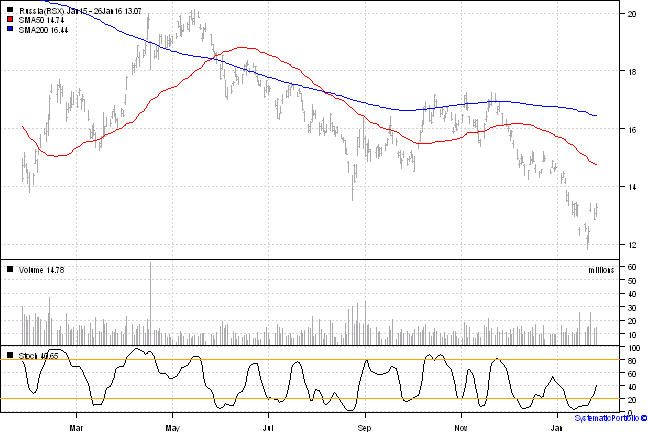 Russia(RSX) Jan15 - 26Jan16 13.07
SMA50 14.74
SMA200 16.44
20
18
16
14
12
Volume 14.78
millions
60
50
40
30
20
10
Stoch 40.65
100
80
60
40
20
0
Mar
May
Jul
Sep
Nov
Jan
SystematicPortfolio ©